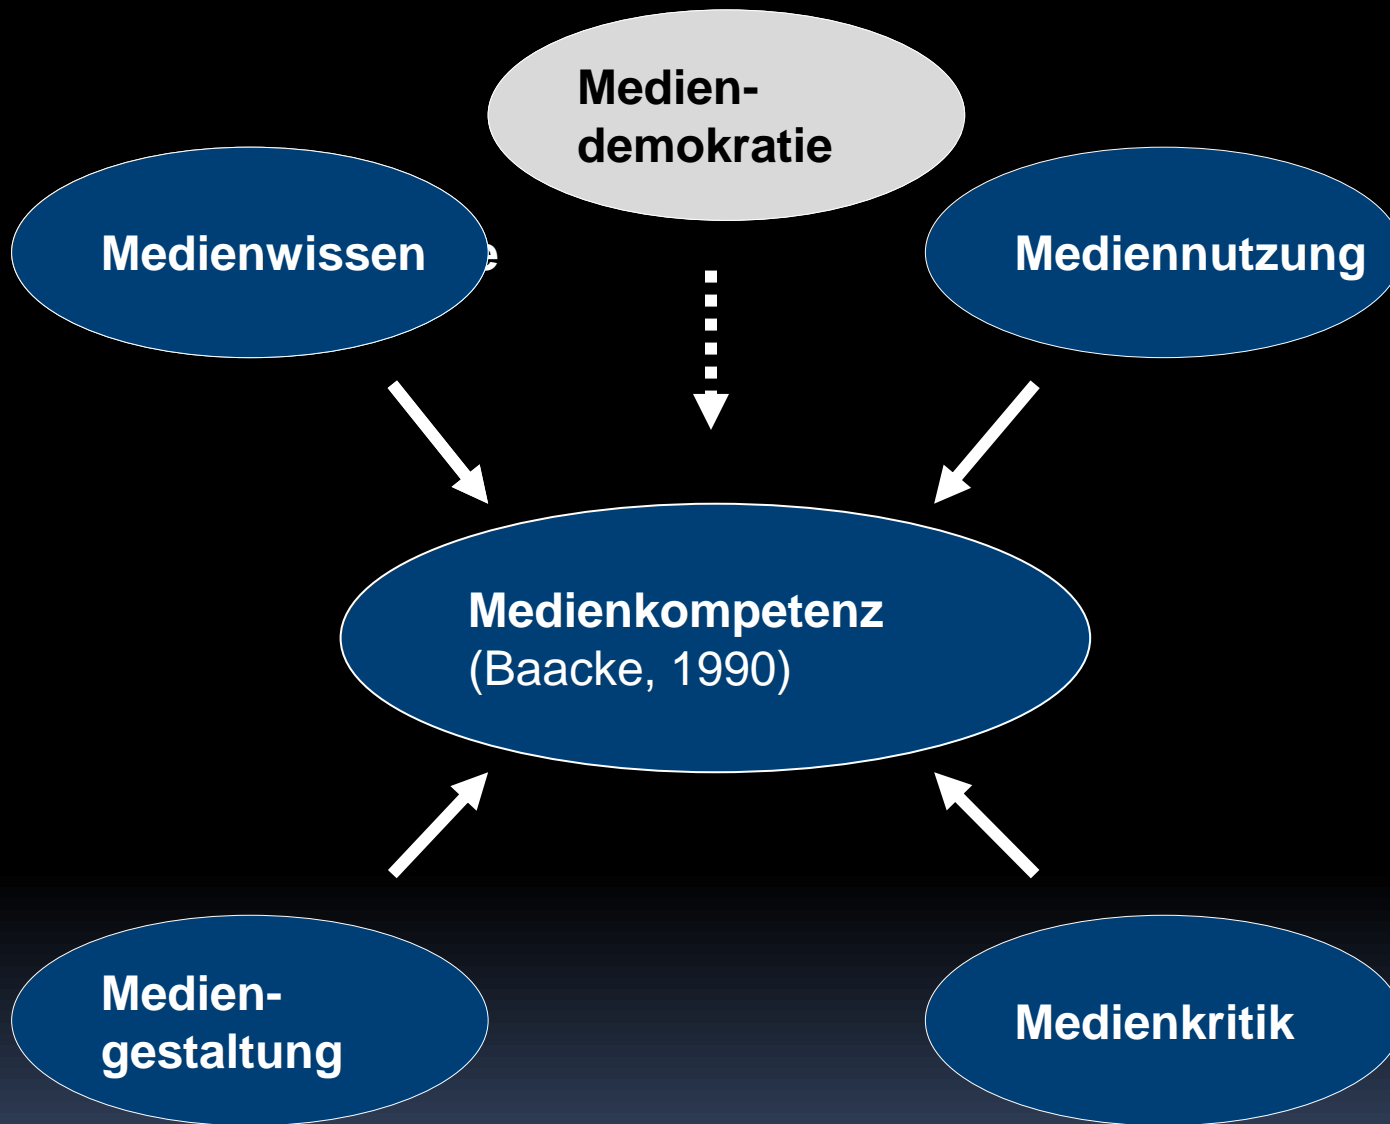 Medien-
demokratie
Medienwissen
Mediennutzung
Medienkompetenz
(Baacke, 1990)
Medien-
gestaltung
Medienkritik